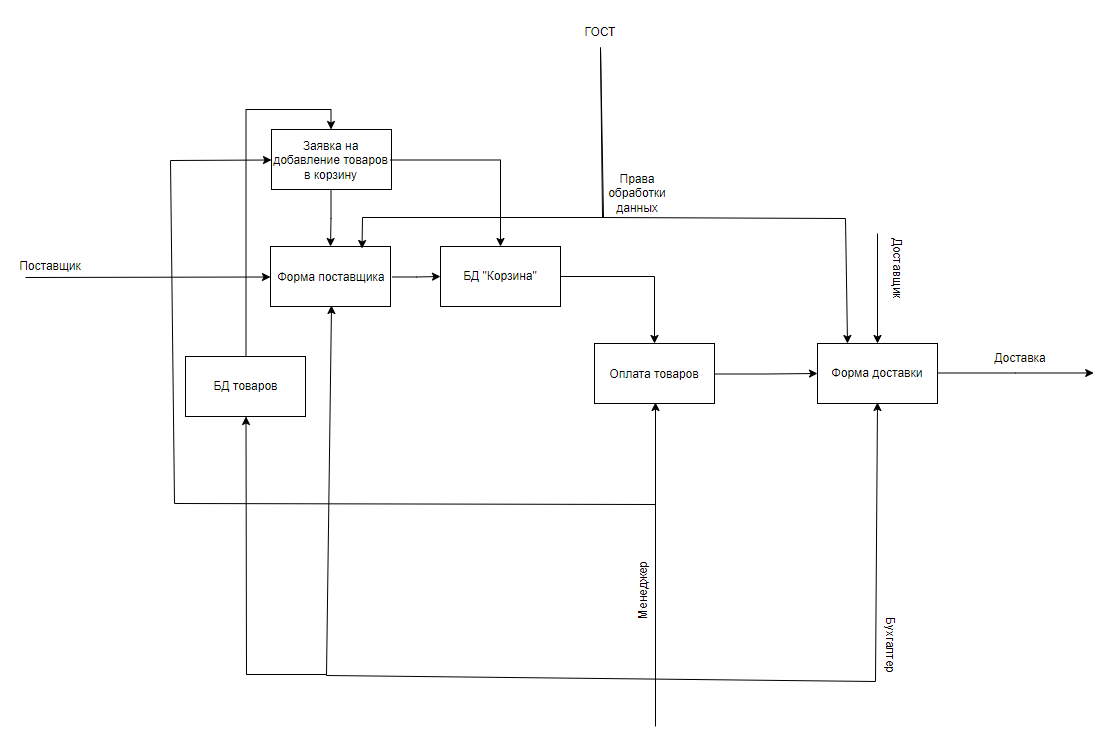 ГОСТ
Заявка на
добавление товаров
в корзину
Права
обработки
данных
Поставщик
Форма поставщика
БД "Корзина"
Доставщик
БД товаров
Оплата товаров
Форма доставки
Доставка
Менеджер
Бухгалтер